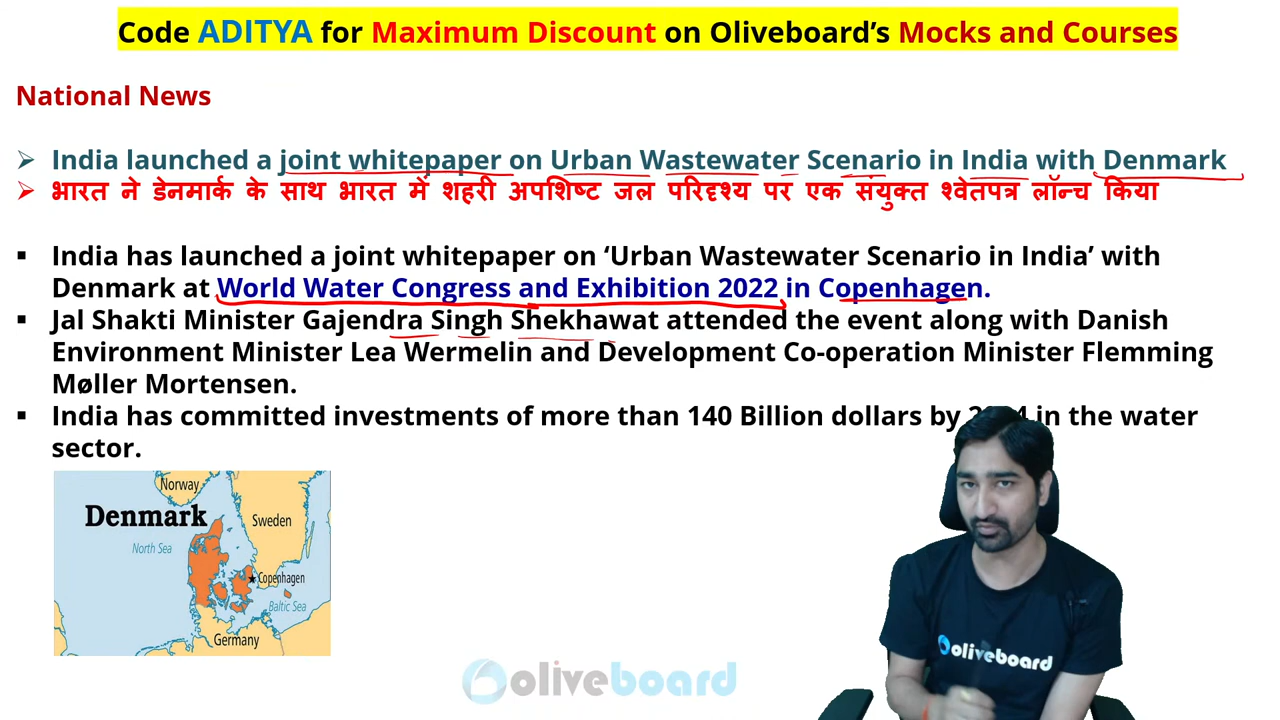 Code ADITYA for Maximum Discount on Oliveboard's Mocks and Courses
National News
➢ India launched a joint whitepaper on Urban Wastewater Scenario in India with Denmark
➢ भारत ने डेनमार्क के साथ भारत में शहरी अपशिष्ट जल परिदृश्य पर एक संयुक्त श्वेतपत्र लॉन्च किया
▪ India has launched a joint whitepaper on ‘Urban Wastewater Scenario in India’ with
Denmark at World Water Congress and Exhibition 2022 in Copenhagen.
▪ Jal Shakti Minister Gajendra Singh Shekhawat attended the event along with Danish
Environment Minister Lea Wermelin and Development Co-operation Minister Flemming
Møller Mortensen.
▪ India has committed investments of more than 140 Billion dollars by in the water
sector.
Norway
Denmark
Sweden
North Sea
Copenhagen
Baltic Sea
Germany
oliveboard
oliveboard